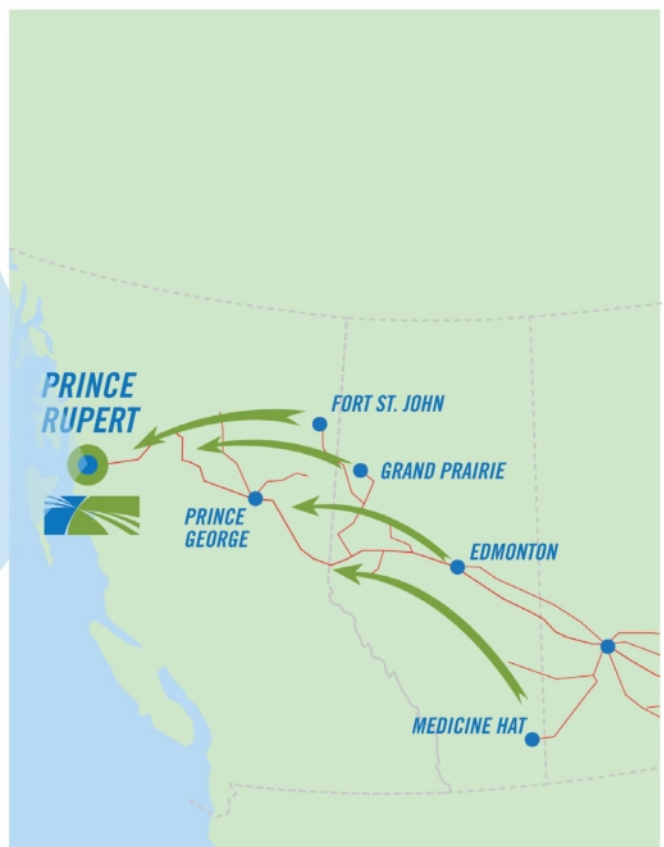 PRINCE
RUPERT
FORT ST. JOHN
GRAND PRAIRIE
PRINCE
GEORGE
EDMONTON
MEDICINE HAT